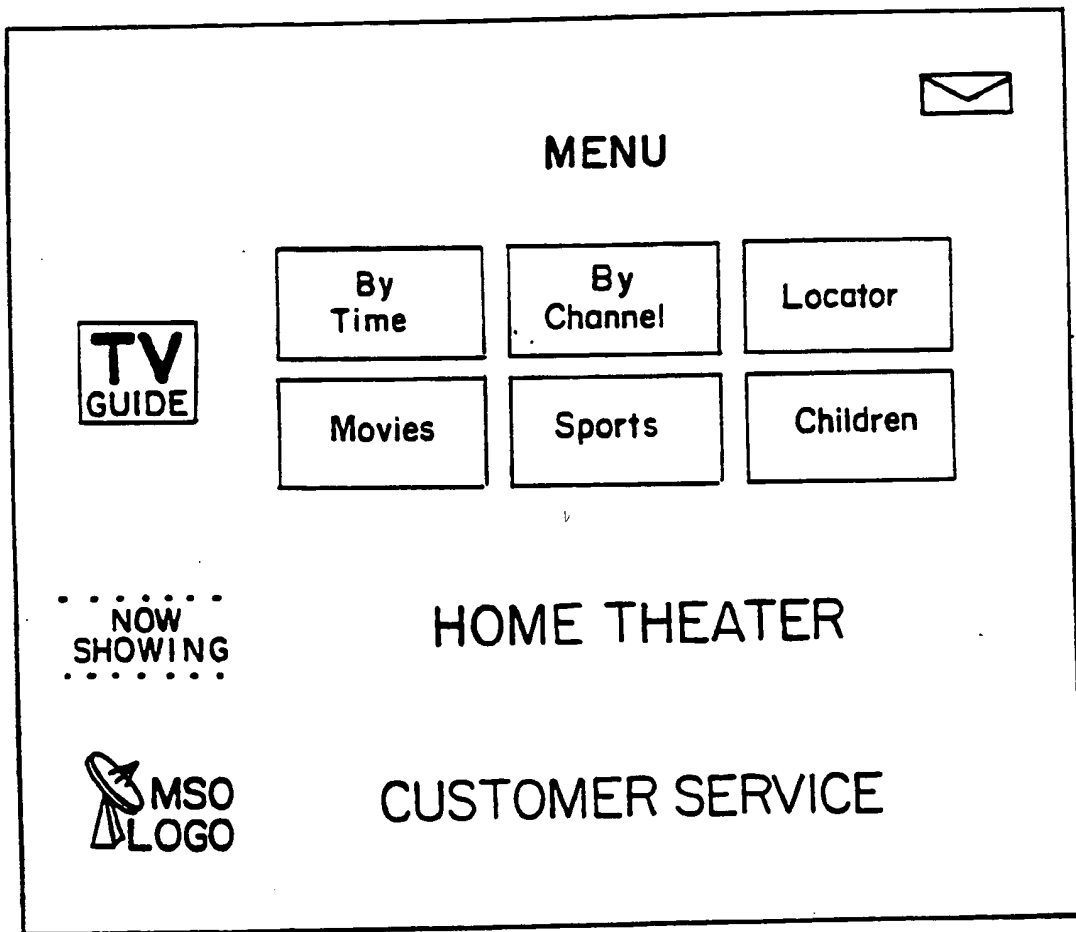 MENU
By
Time
By
Channel
Locator
TV
GUIDE
Movies
Sports
Children
NOW
SHOWING
HOME THEATER
MSO
LOGO
CUSTOMER SERVICE